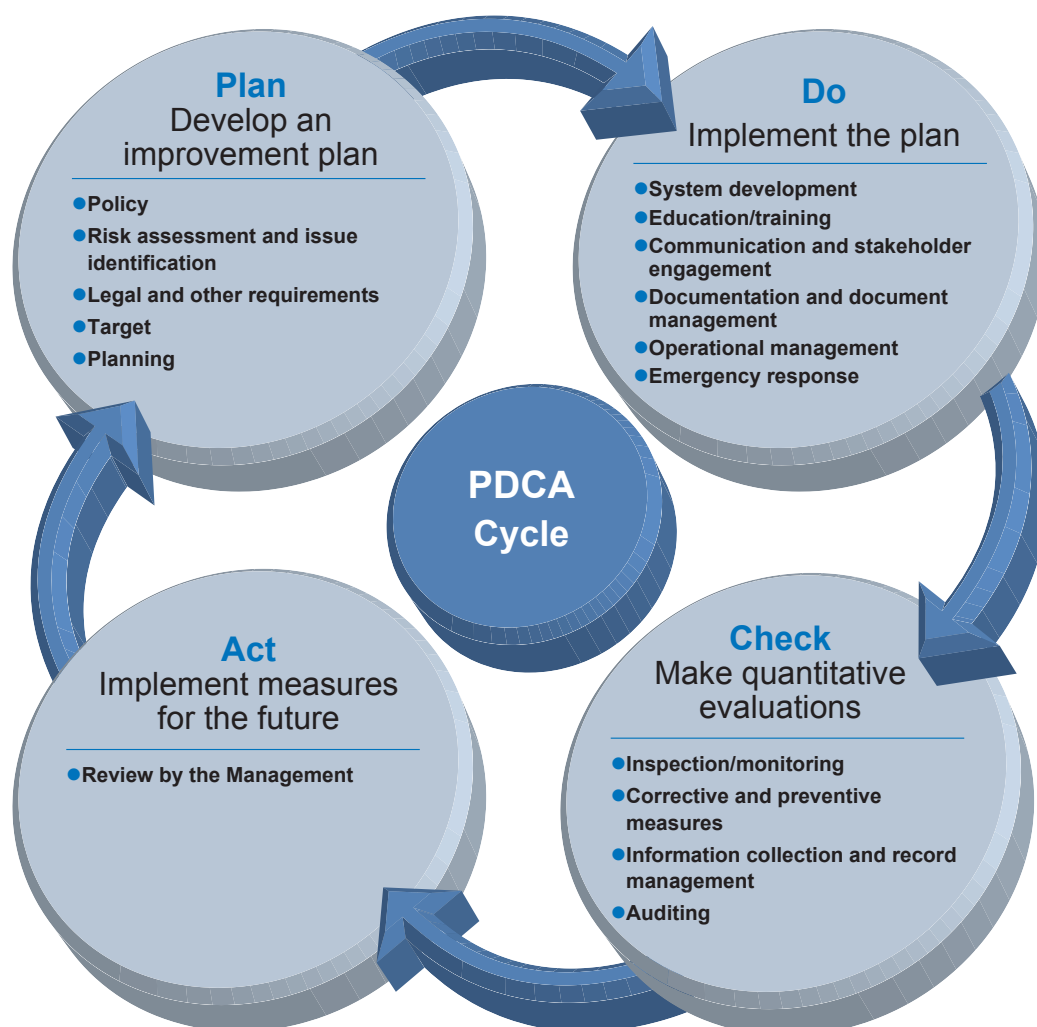 Plan
Develop an
improvement plan
●Policy
●Risk assessment and issue
identification
●Legal and other requirements
●Target
●Planning
Do
Implement the plan
●System development
●Education/training
●Communication and stakeholder
engagement
●Documentation and document
management
●Operational management
●Emergency response
PDCA
Cycle
Act
Implement measures
for the future
●Review by the Management
Check
Make quantitative
evaluations
●Inspection/monitoring
●Corrective and preventive
measures
●Information collection and record
management
●Auditing